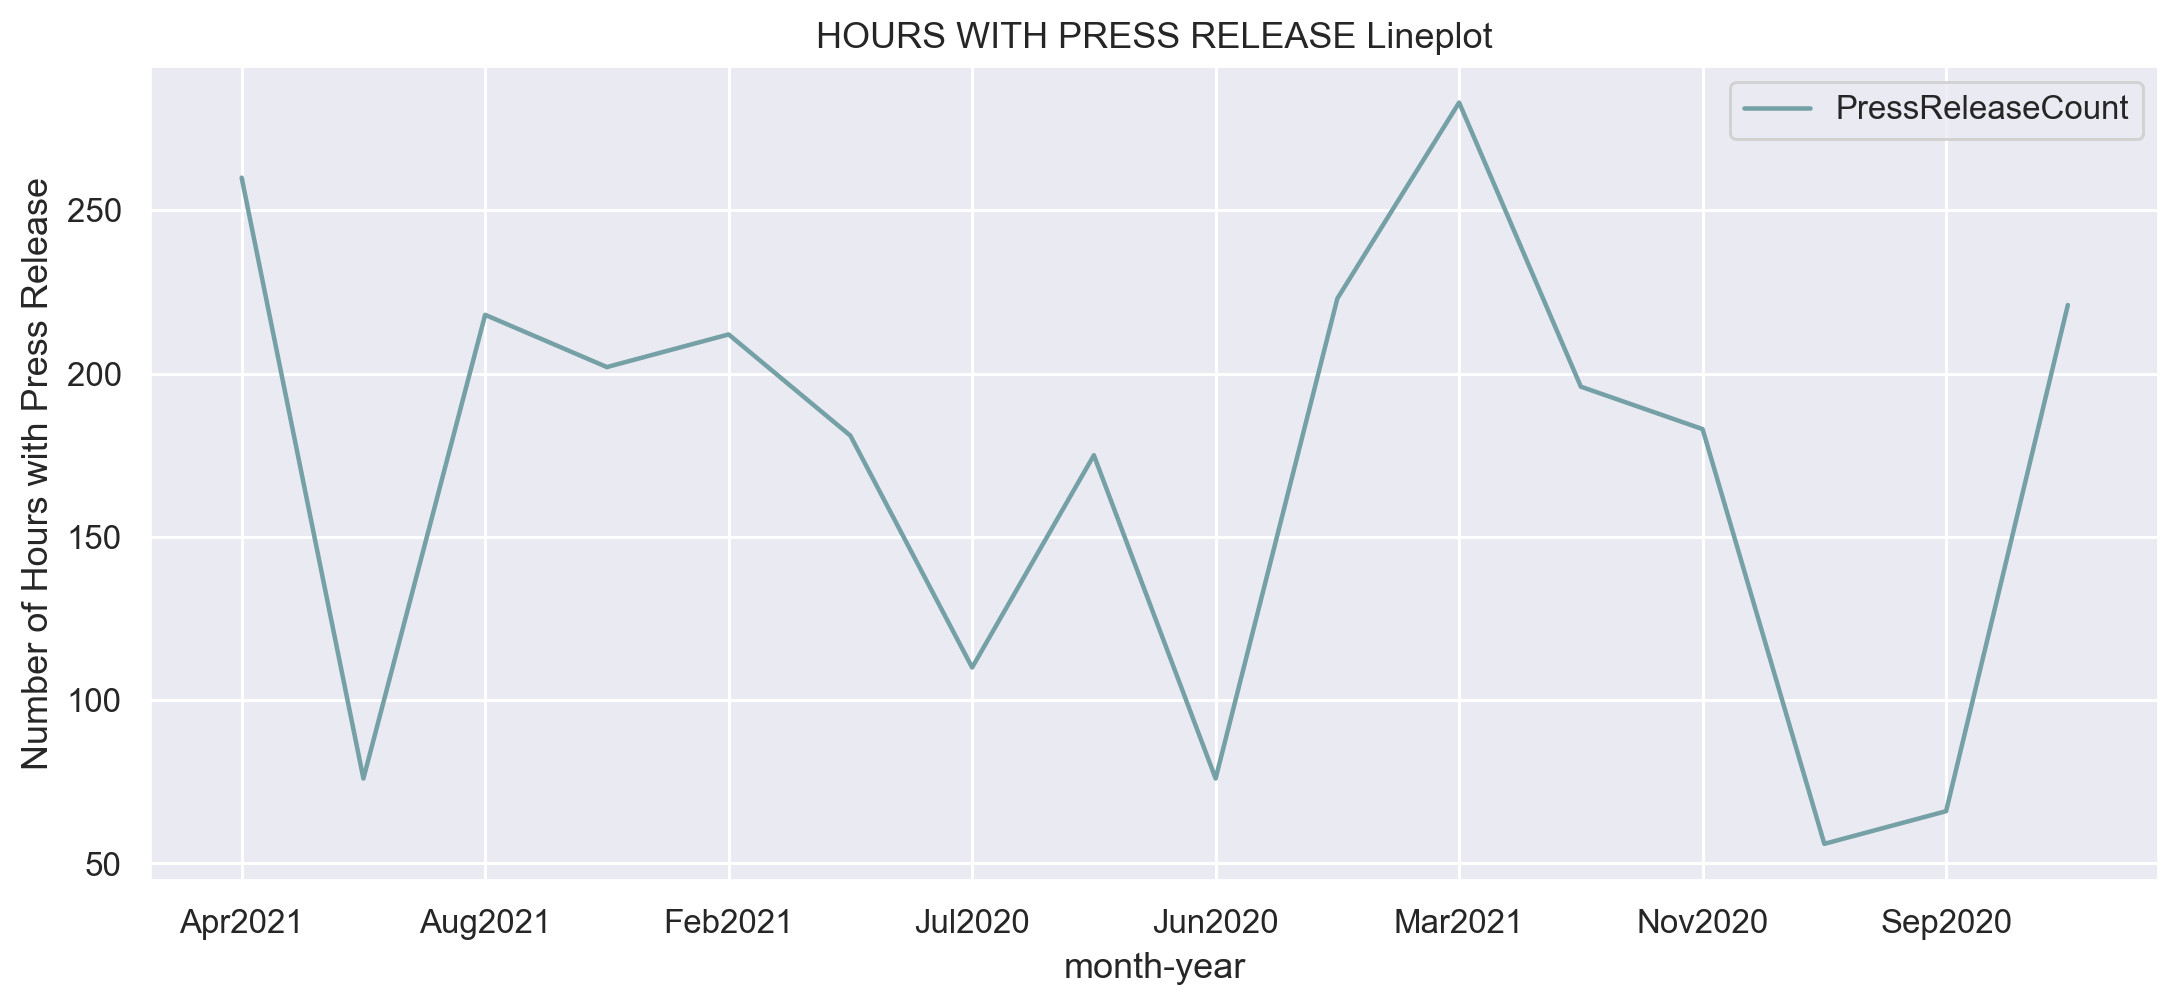 HOURS WITH PRESS RELEASE Lineplot
PressReleaseCount
Number of Hours with Press Release
250
200
150
100
50
Apr2021 Aug2021 Feb2021 Jul2020 Jun2020 Mar2021 Nov2020 Sep2020
month-year